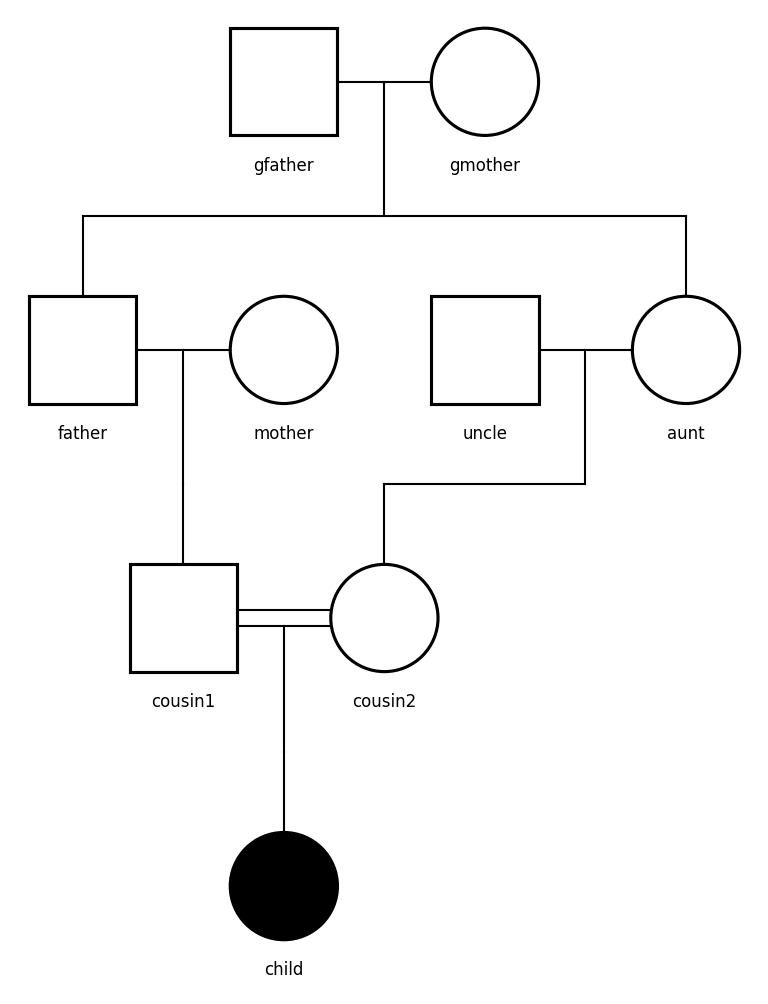 gfather
gmother
father
mother
uncle
aunt
cousin1
cousin2
child